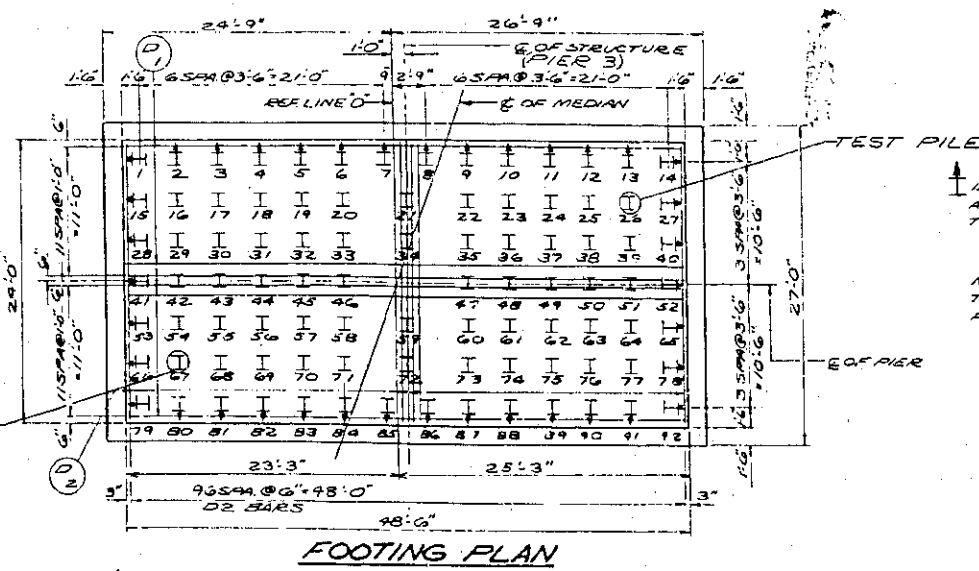 24'-9" 26'-9"
D
1
1'-0" ℄ OF STRUCTURE
(PIER 3)
1'-6" 1'-6" 6 SPA @ 3'-6" = 21'-0" 9" 2'-9" 6 SPA. @ 3'-6" = 21'-0" 1'-6" 1'-6"
REF LINE "D" ℄ OF MEDIAN
TEST PILE
6" 11 SPA @ 1'-0" = 11'-0" 6"
6" 11 SPA @ 1'-0" = 11'-0" 6"
24'-0"
1 2 3 4 5 6 7 8 9 10 11 12 13 14
15 16 17 18 19 20 21 22 23 24 25 26 27
28 29 30 31 32 33 34 35 36 37 38 39 40
41 42 43 44 45 46 47 48 49 50 51 52
53 54 55 56 57 58 59 60 61 62 63 64 65
66 67 68 69 70 71 72 73 74 75 76 77 78
79 80 81 82 83 84 85 86 87 88 89 90 91 92
1'-6" 3 SPA @ 3'-6" = 10'-6"
3 SPA @ 3'-6" = 10'-6" 1'-6"
27'-0"
℄ OF PIER
D
2
23'-3" 25'-3"
3" 96 SPA. @ 6" = 48'-0" 3"
D2 BARS
48'-6"
FOOTING PLAN